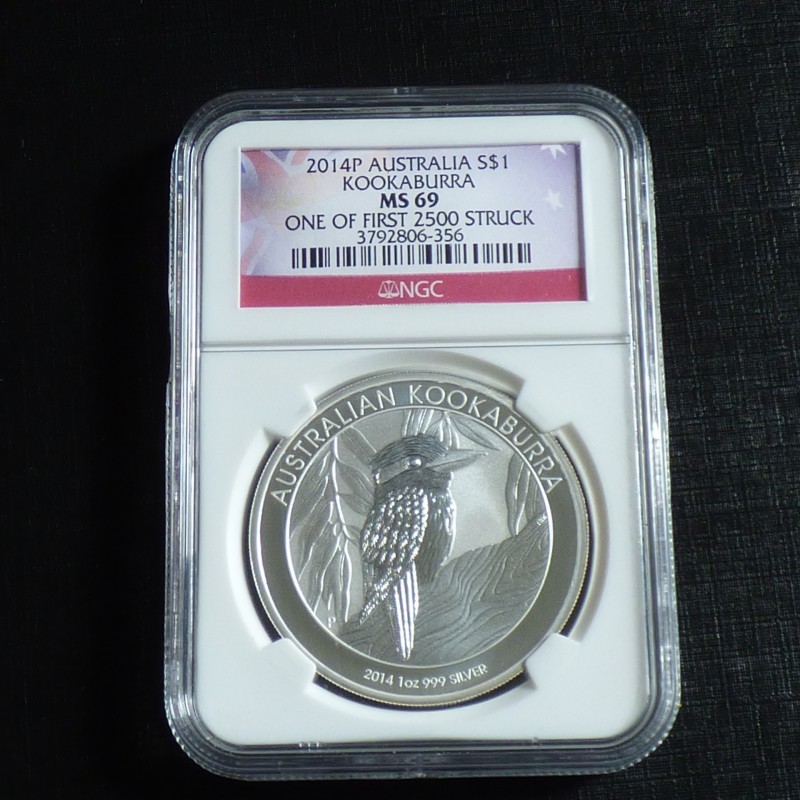 2014P AUSTRALIA S$1
KOOKABURRA
MS 69
ONE OF FIRST 2500 STRUCK
3792806-356
NGC
AUSTRALIAN KOOKABURRA
2014 1oz 999 SILVER